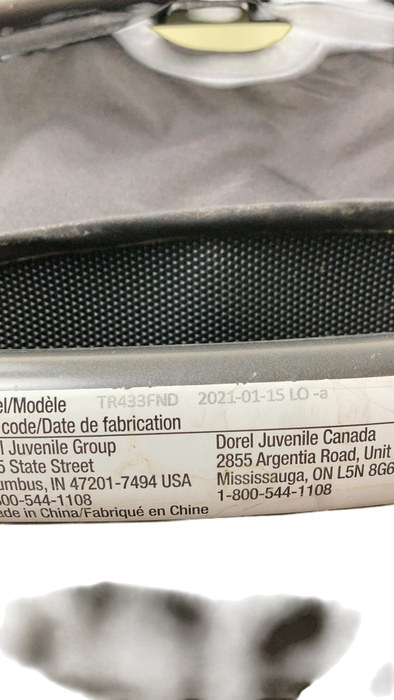 el/Modèle TR433FND 2021-01-15 LO -a
code/Date de fabrication
l Juvenile Group
5 State Street
umbus, IN 47201-7494 USA
00-544-1108
de in China/Fabriqué en Chine
Dorel Juvenile Canada
2855 Argentia Road, Unit
Mississauga, ON L5N 8G6
1-800-544-1108